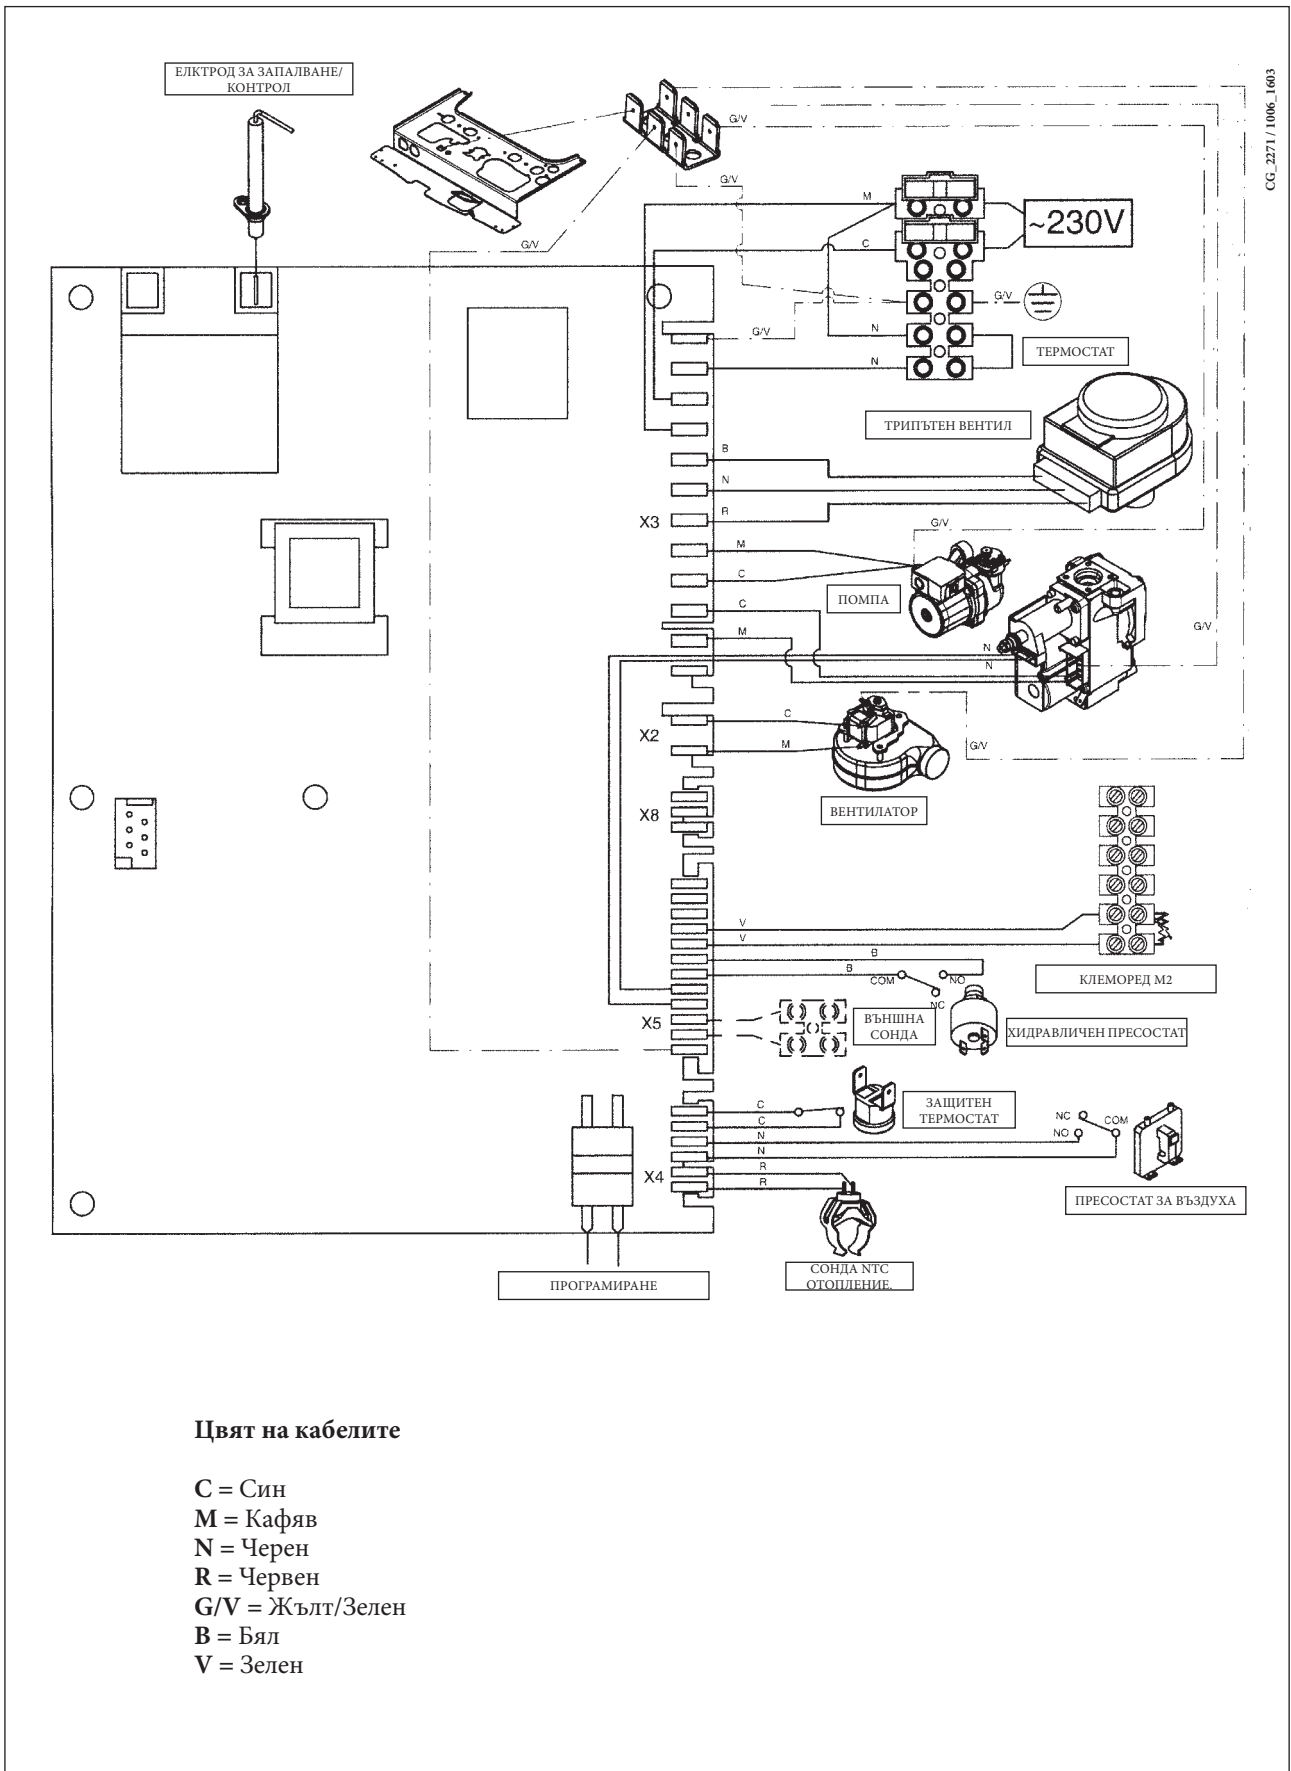 ЕЛКТРОД ЗА ЗАПАЛВАНЕ/
КОНТРОЛ
CG_2271 / 1006_1603
G/V
G/V
M
~230V
C
G/V
G/V
G/V
N
ТЕРМОСТАТ
N
ТРИПЪТЕН ВЕНТИЛ
B
N
R
X3
G/V
M
C
ПОМПА
C
M
G/V
N
N
C
X2
M
G/V
X8
ВЕНТИЛАТОР
V
V
B
B
COM
NO
NC
КЛЕМОРЕД М2
X5
ВЪНШНА
СОНДА
ХИДРАВЛИЧЕН ПРЕСОСТАТ
C
C
ЗАЩИТЕН
ТЕРМОСТАТ
NC
COM
NO
N
N
R
X4
R
ПРЕСОСТАТ ЗА ВЪЗДУХА
СОНДА NTC
ОТОПЛЕНИЕ.
ПРОГРАМИРАНЕ
Цвят на кабелите
C = Син
M = Кафяв
N = Черен
R = Червен
G/V = Жълт/Зелен
B = Бял
V = Зелен